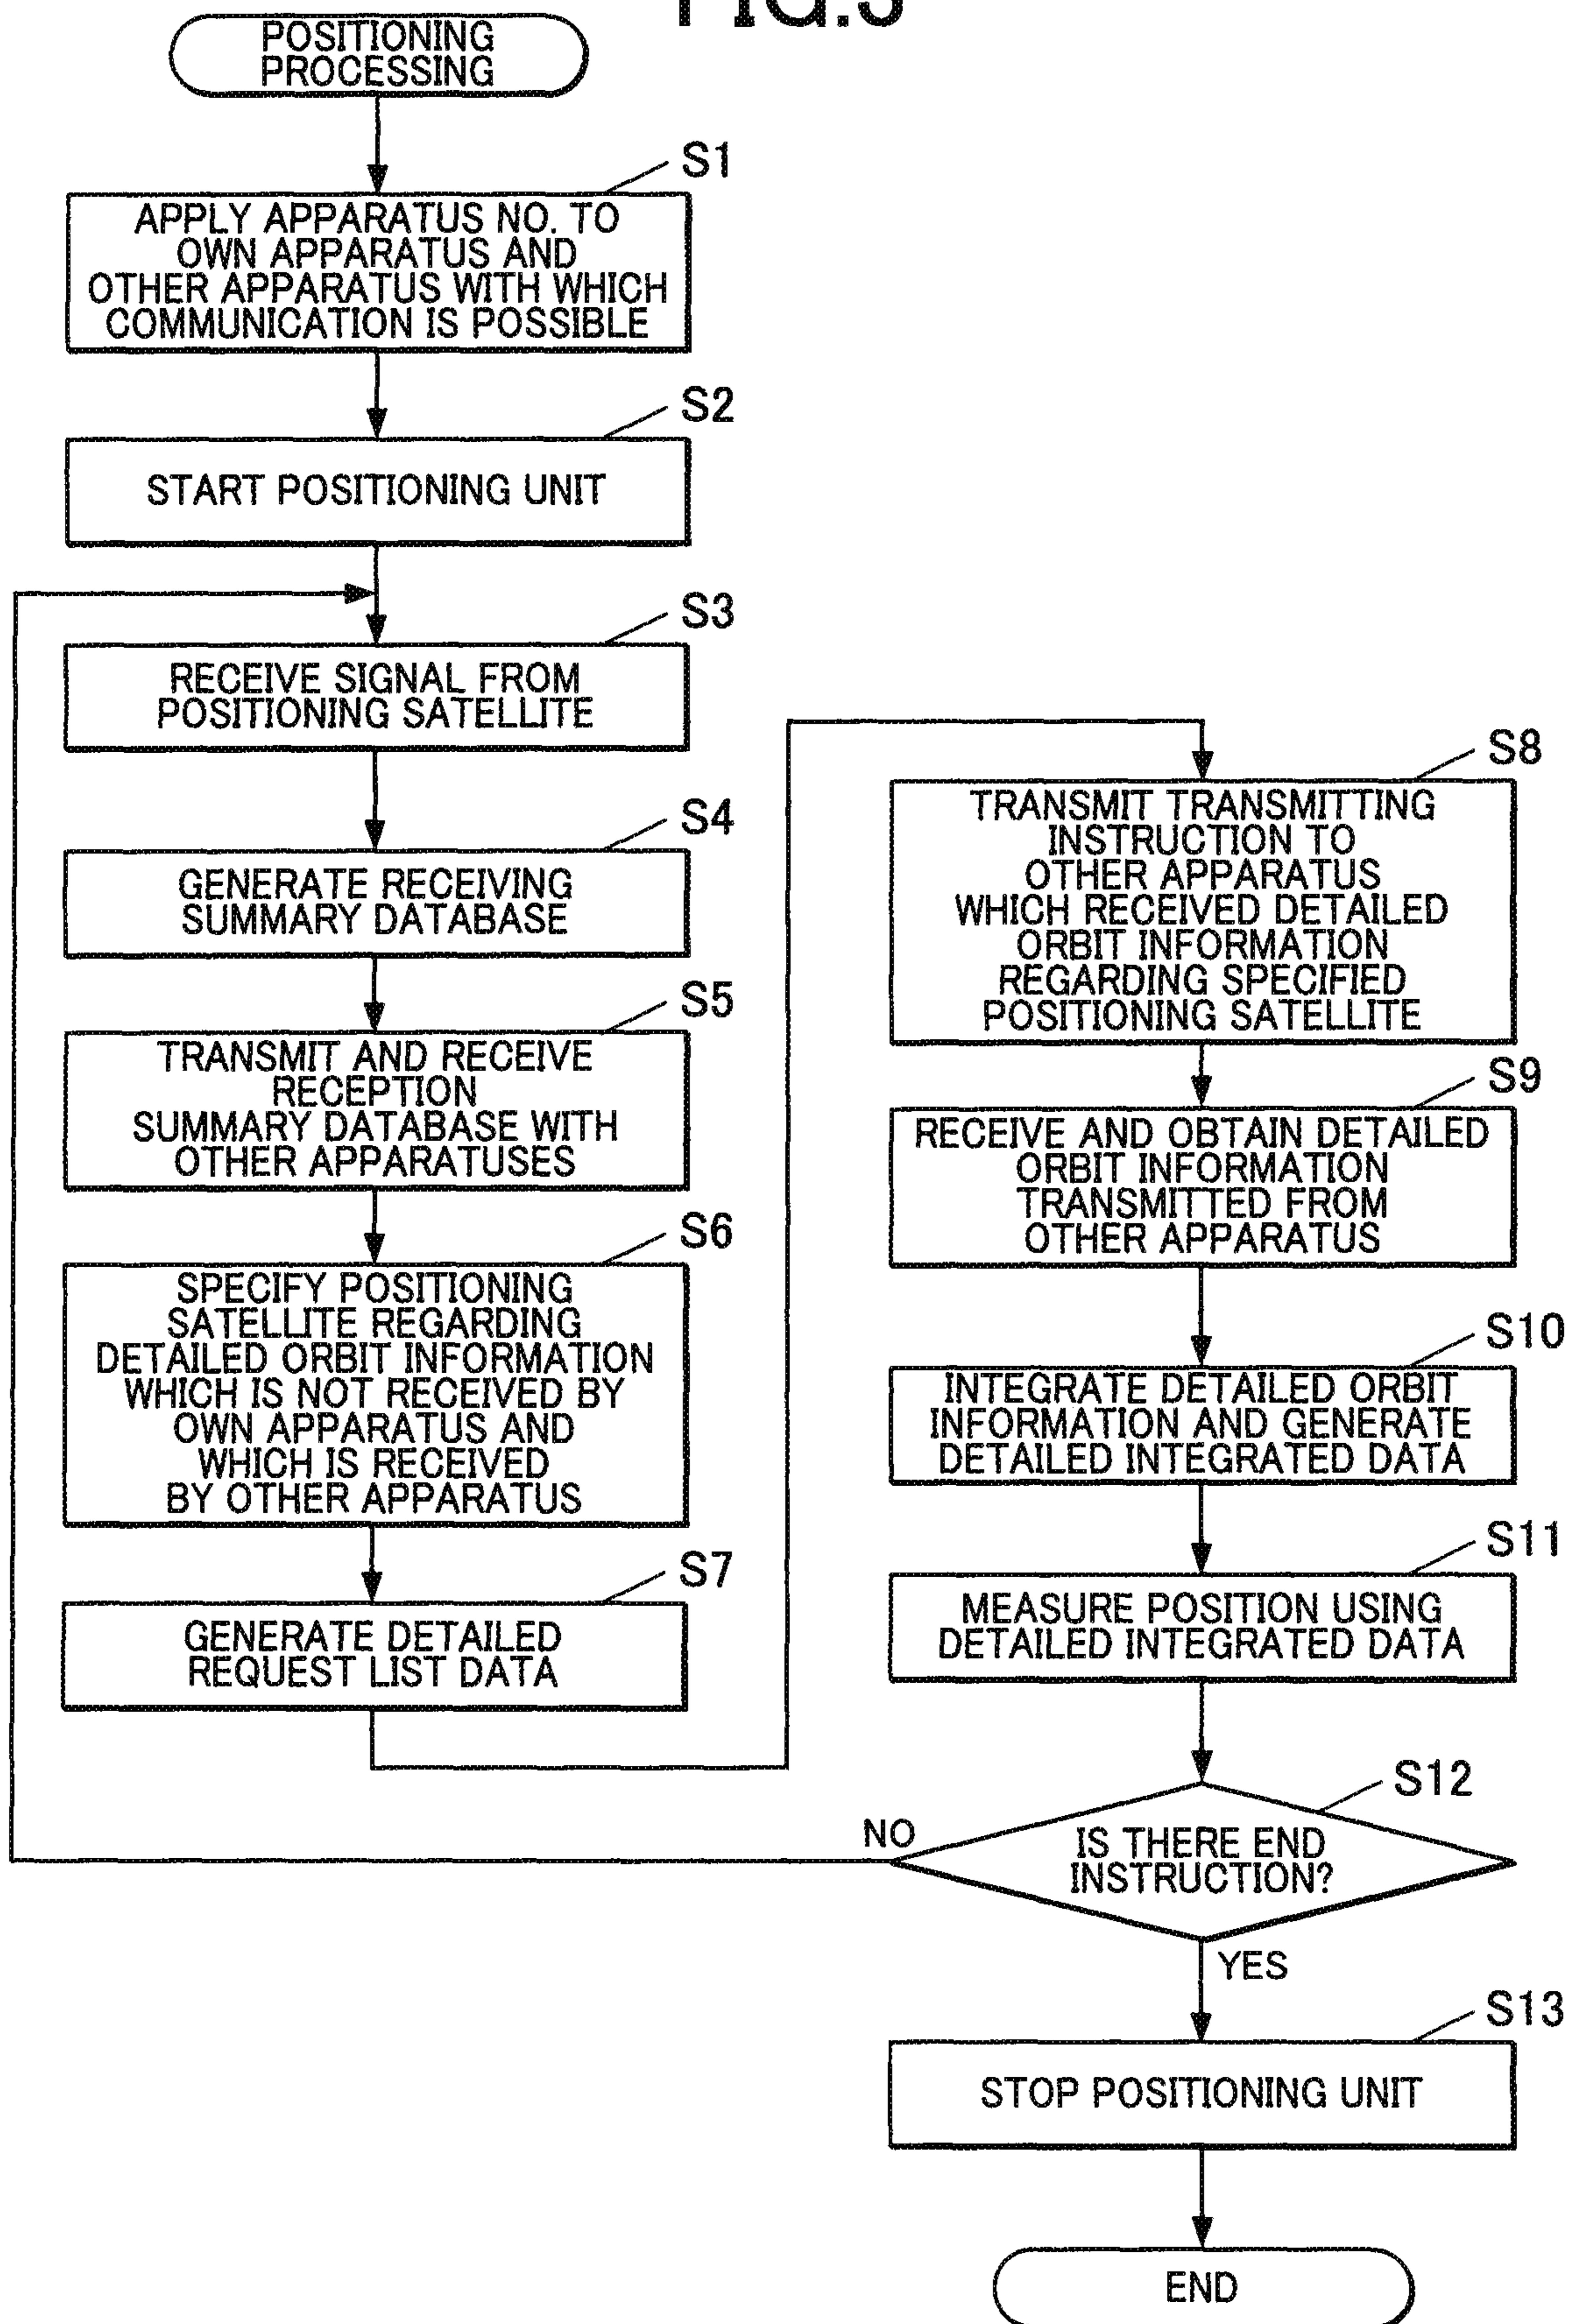 POSITIONING
PROCESSING
S1
APPLY APPARATUS NO. TO
OWN APPARATUS AND
OTHER APPARATUS WITH WHICH
COMMUNICATION IS POSSIBLE
S2
START POSITIONING UNIT
S3
RECEIVE SIGNAL FROM
POSITIONING SATELLITE
S4
GENERATE RECEIVING
SUMMARY DATABASE
S5
TRANSMIT AND RECEIVE
RECEPTION
SUMMARY DATABASE WITH
OTHER APPARATUSES
S6
SPECIFY POSITIONING
SATELLITE REGARDING
DETAILED ORBIT INFORMATION
WHICH IS NOT RECEIVED BY
OWN APPARATUS AND
WHICH IS RECEIVED
BY OTHER APPARATUS
S7
GENERATE DETAILED
REQUEST LIST DATA
S8
TRANSMIT TRANSMITTING
INSTRUCTION TO
OTHER APPARATUS
WHICH RECEIVED DETAILED
ORBIT INFORMATION
REGARDING SPECIFIED
POSITIONING SATELLITE
S9
RECEIVE AND OBTAIN DETAILED
ORBIT INFORMATION
TRANSMITTED FROM
OTHER APPARATUS
S10
INTEGRATE DETAILED ORBIT
INFORMATION AND GENERATE
DETAILED INTEGRATED DATA
S11
MEASURE POSITION USING
DETAILED INTEGRATED DATA
S12
IS THERE END
INSTRUCTION?
NO
YES
S13
STOP POSITIONING UNIT
END